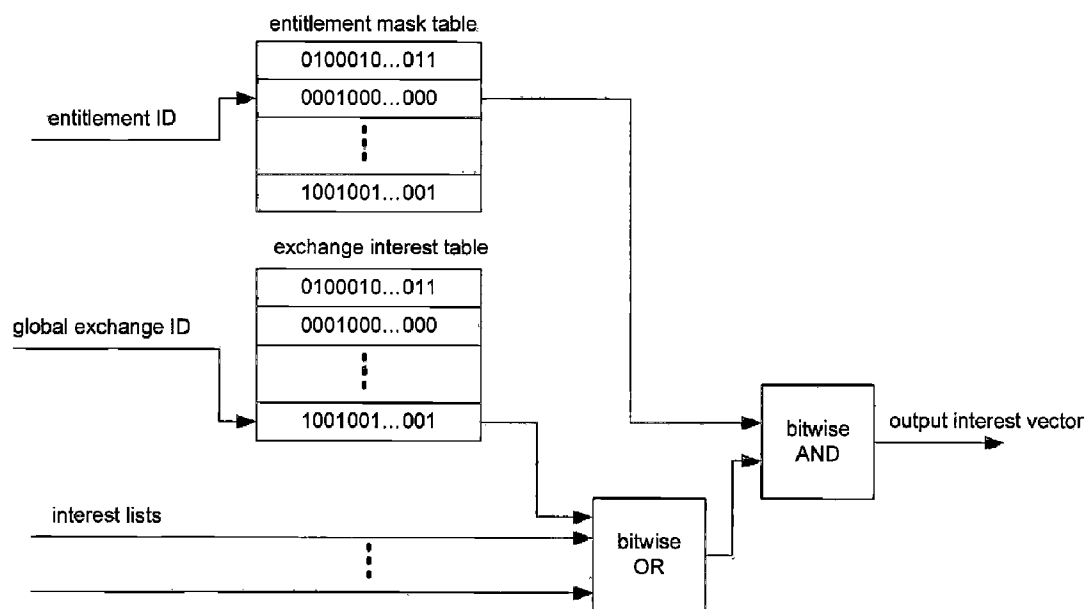 entitlement mask table
0100010...011
0001000...000
1001001...001
entitlement ID
exchange interest table
0100010...011
0001000...000
1001001...001
global exchange ID
interest lists
bitwise
OR
bitwise
AND
output interest vector